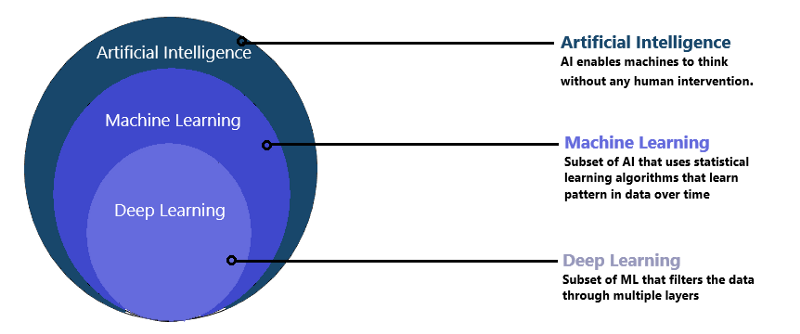 Artificial Intelligence
Machine Learning
Deep Learning
Artificial Intelligence
AI enables machines to think
without any human intervention.
Machine Learning
Subset of AI that uses statistical
learning algorithms that learn
pattern in data over time
Deep Learning
Subset of ML that filters the data
through multiple layers